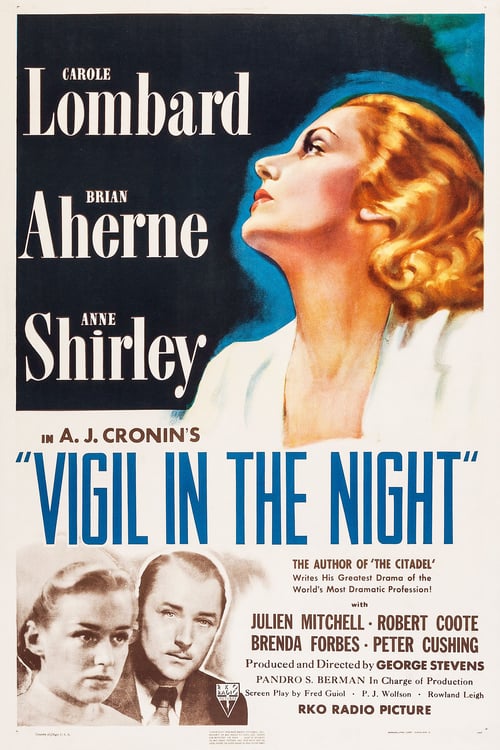 CAROLE
Lombard
BRIAN
Aherne
ANNE
Shirley
IN A. J. CRONIN'S
"VIGIL IN THE NIGHT"
THE AUTHOR OF 'THE CITADEL'
Writes His Greatest Drama of the
World's Most Dramatic Profession!
with
JULIEN MITCHELL · ROBERT COOTE
BRENDA FORBES · PETER CUSHING
Produced and Directed by GEORGE STEVENS
PANDRO S. BERMAN In Charge of Production
Screen Play by Fred Guiol · P. J. Wolfson · Rowland Leigh
RKO RADIO PICTURE
RKO
RADIO